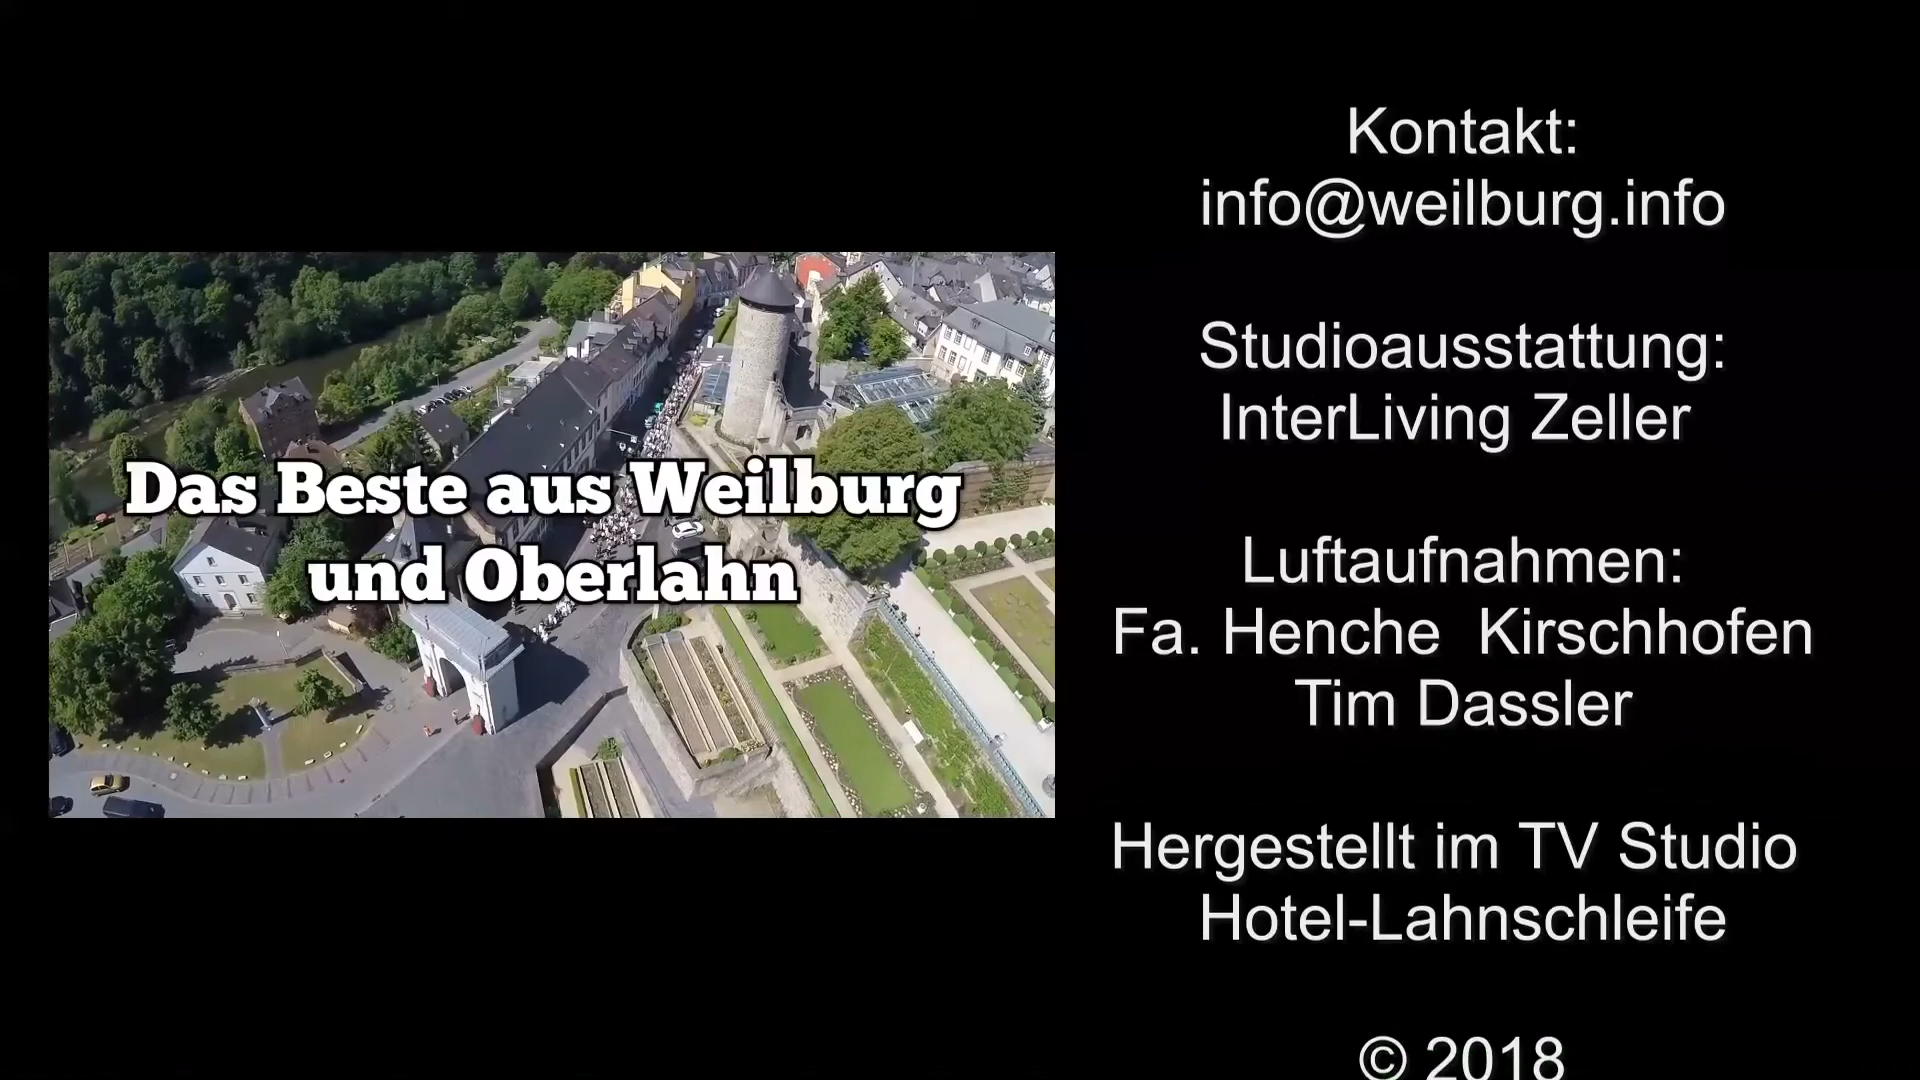 Das Beste aus Weilburg
und Oberlahn
Kontakt:
info@weilburg.info
Studioausstattung:
InterLiving Zeller
Luftaufnahmen:
Fa. Henche  Kirschhofen
Tim Dassler
Hergestellt im TV Studio
Hotel-Lahnschleife
© 2018